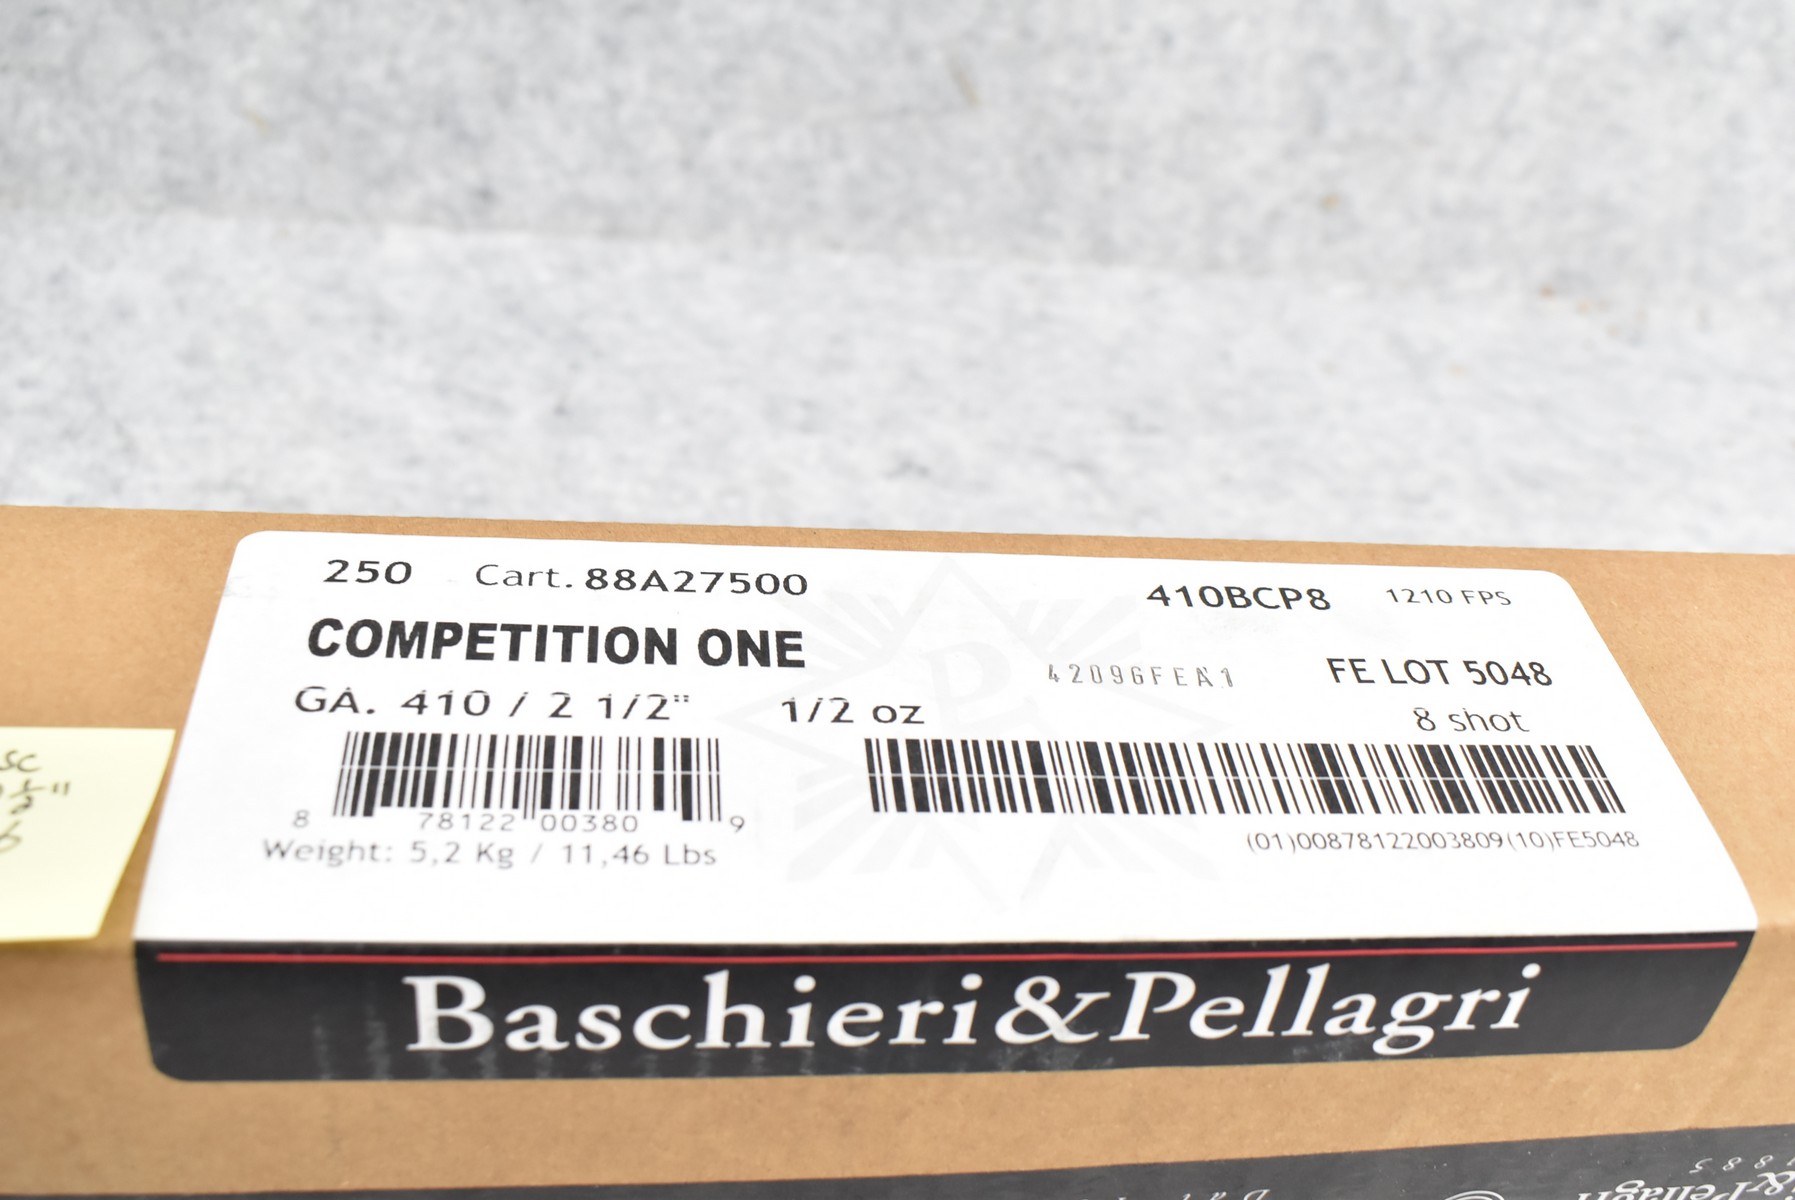 250 Cart. 88A27500 410BCP8 1210 FPS
COMPETITION ONE 42096FEA1 FE LOT 5048
GA. 410 / 2 1/2" 1/2 oz 8 shot
8 78122 00380 9
(01)00878122003809(10)FE5048
Weight: 5,2 Kg / 11,46 Lbs
Baschieri&Pellagri